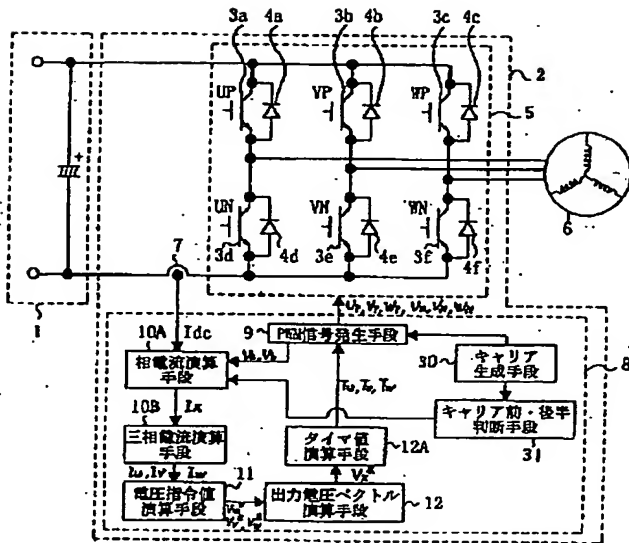 3a 4a 3b 4b 3c 4c
2
UP VP WP
5
+
6
UN VN WN
3d 4d 3e 4e 3f 4f
7
1
Idc
10A
相電流演算
手段
9
PWM信号発生手段
30
キャリア
生成手段
8
Tu, Tv, Tw
Ix
キャリア前・後半
判断手段
31
10B
三相電流演算
手段
タイマ値
演算手段
12A
Iu, Iv Iw
11
電圧指令値
演算手段
出力電圧ベクトル
演算手段
12